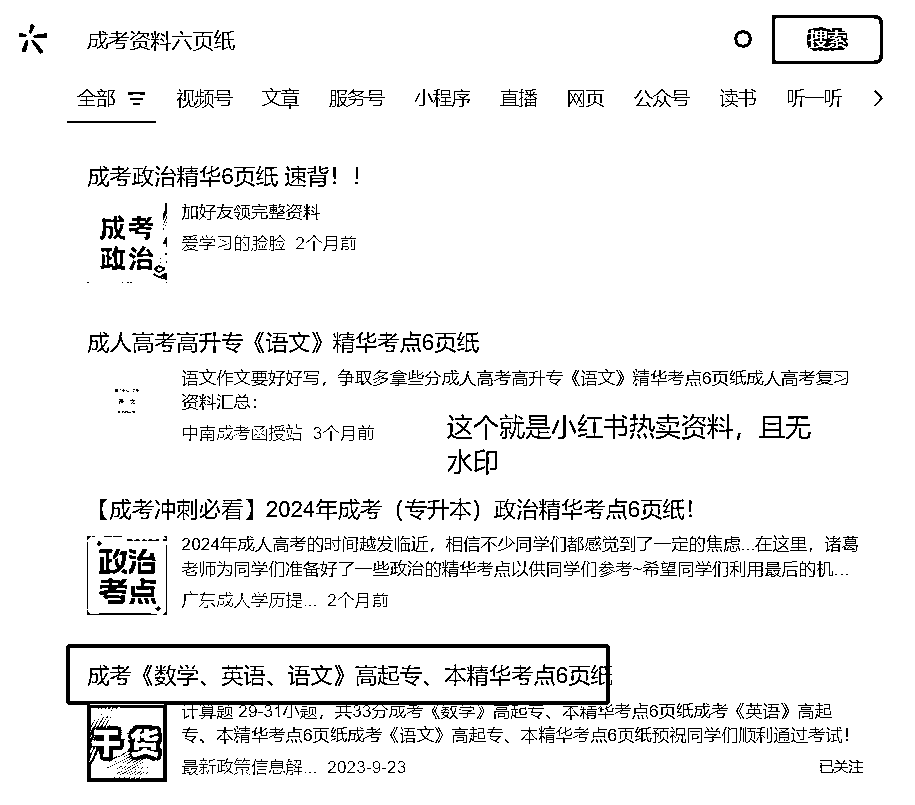 成考资料六页纸
搜索
全部 视频号 文章 服务号 小程序 直播 网页 公众号 读书 听一听
成考政治精华6页纸 速背！！
成考
政治
加好友领完整资料
爱学习的脸脸 2个月前
成人高考高升专《语文》精华考点6页纸
语文作文要好好写，争取多拿些分成人高考高升专《语文》精华考点6页纸成人高考复习
资料汇总：
中南成考函授站 3个月前
这个就是小红书热卖资料，且无
水印
【成考冲刺必看】2024年成考（专升本）政治精华考点6页纸！
政治
考点
2024年成人高考的时间越发临近，相信不少同学们都感觉到了一定的焦虑...在这里，诸葛
老师为同学们准备好了一些政治的精华考点以供同学们参考~希望同学们利用最后的机...
广东成人学历提... 2个月前
成考《数学、英语、语文》高起专、本精华考点6页纸
干货
计算题 29-31小题，共33分成考《数学》高起专、本精华考点6页纸成考《英语》高起
专、本精华考点6页纸成考《语文》高起专、本精华考点6页纸预祝同学们顺利通过考试！
最新政策信息解... 2023-9-23
已关注